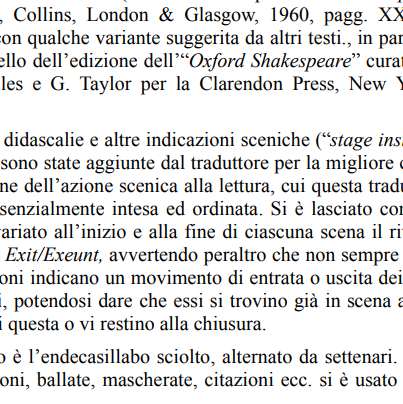 , Collins, London & Glasgow, 1960, pagg. XX
con qualche variante suggerita da altri testi., in par
ello dell'edizione dell'“Oxford Shakespeare” curat
les e G. Taylor per la Clarendon Press, New Y
didascalie e altre indicazioni sceniche (“stage ins
sono state aggiunte dal traduttore per la migliore
ne dell'azione scenica alla lettura, cui questa trad
senzialmente intesa ed ordinata. Si è lasciato con
variato all'inizio e alla fine di ciascuna scena il ri
Exit/Exeunt, avvertendo peraltro che non sempre
oni indicano un movimento di entrata o uscita dei
i, potendosi dare che essi si trovino già in scena a
i questa o vi restino alla chiusura.
o è l'endecasillabo sciolto, alternato da settenari.
oni, ballate, mascherate, citazioni ecc. si è usato